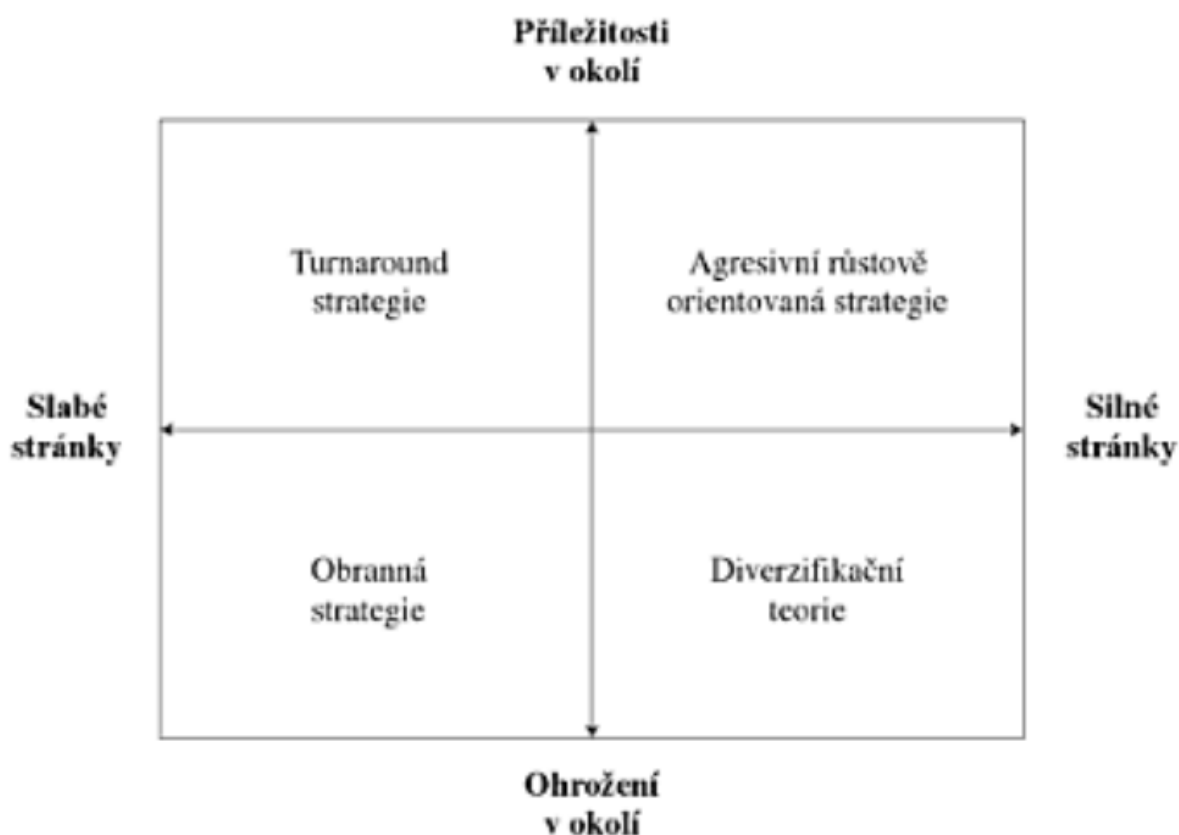 Příležitosti
v okolí
Turnaround
strategie
Agresivní růstově
orientovaná strategie
Slabé
stránky
Silné
stránky
Obranná
strategie
Diverzifikační
teorie
Ohrožení
v okolí